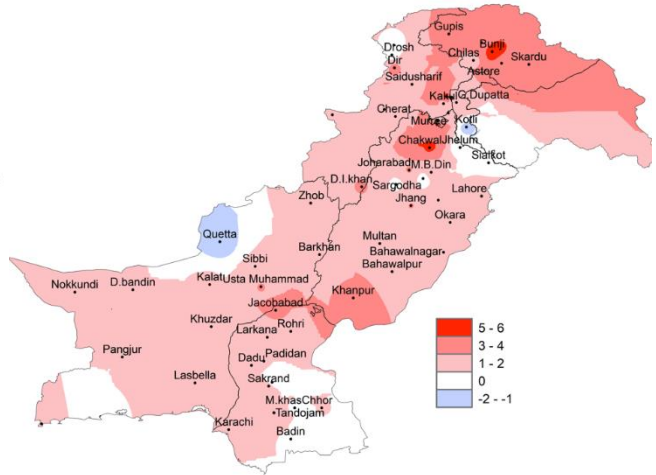 Gupis
Drosh
Bunji
Chilas
Dir
Skardu
Astore
Saidusharif
Kakul
G.Dupatta
Cherat
Murree
Kotli
Chakwal
Jhelum
Sialkot
Joharabad
M.B.Din
D.I.khan
Sargodha
Zhob
Lahore
Jhang
Okara
Quetta
Multan
Barkhan
Bahawalnagar
Sibbi
Bahawalpur
Kalat
Usta Muhammad
Nokkundi
D.bandin
Khanpur
Jacobabad
Khuzdar
Rohri
Larkana
Pangjur
Padidan
Dadu
Lasbella
Sakrand
M.khas
Chhor
Tandojam
Karachi
Badin
5 - 6
3 - 4
1 - 2
0
-2 - -1